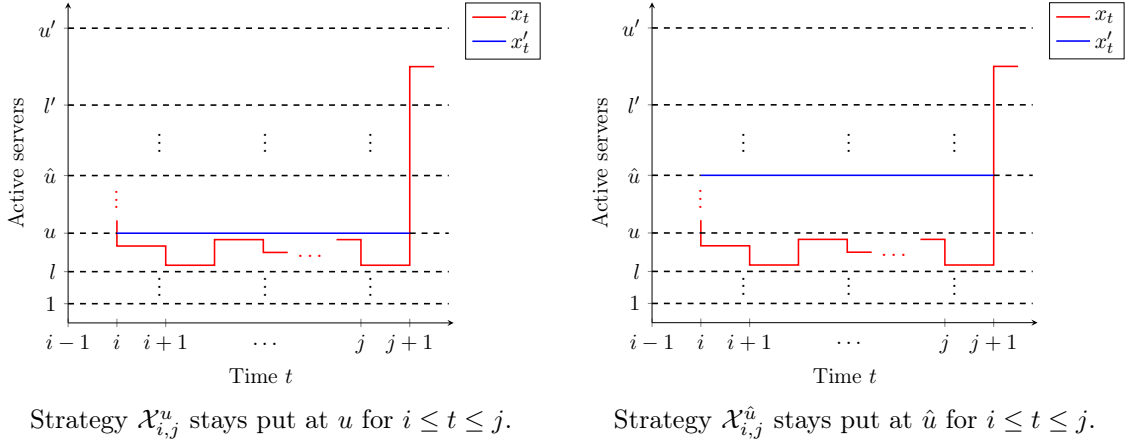 u′
l′
⋮ ⋮ ⋮
û
u
l
⋮ ⋮ ⋮
1
Active servers
i − 1 i i + 1 ⋯ j j + 1
Time t
x_t
x′_t
Strategy 𝒳^u_{i,j} stays put at u for i ≤ t ≤ j.
u′
l′
⋮ ⋮ ⋮
û
u
l
⋮ ⋮ ⋮
1
Active servers
i − 1 i i + 1 ⋯ j j + 1
Time t
x_t
x′_t
Strategy 𝒳^û_{i,j} stays put at û for i ≤ t ≤ j.